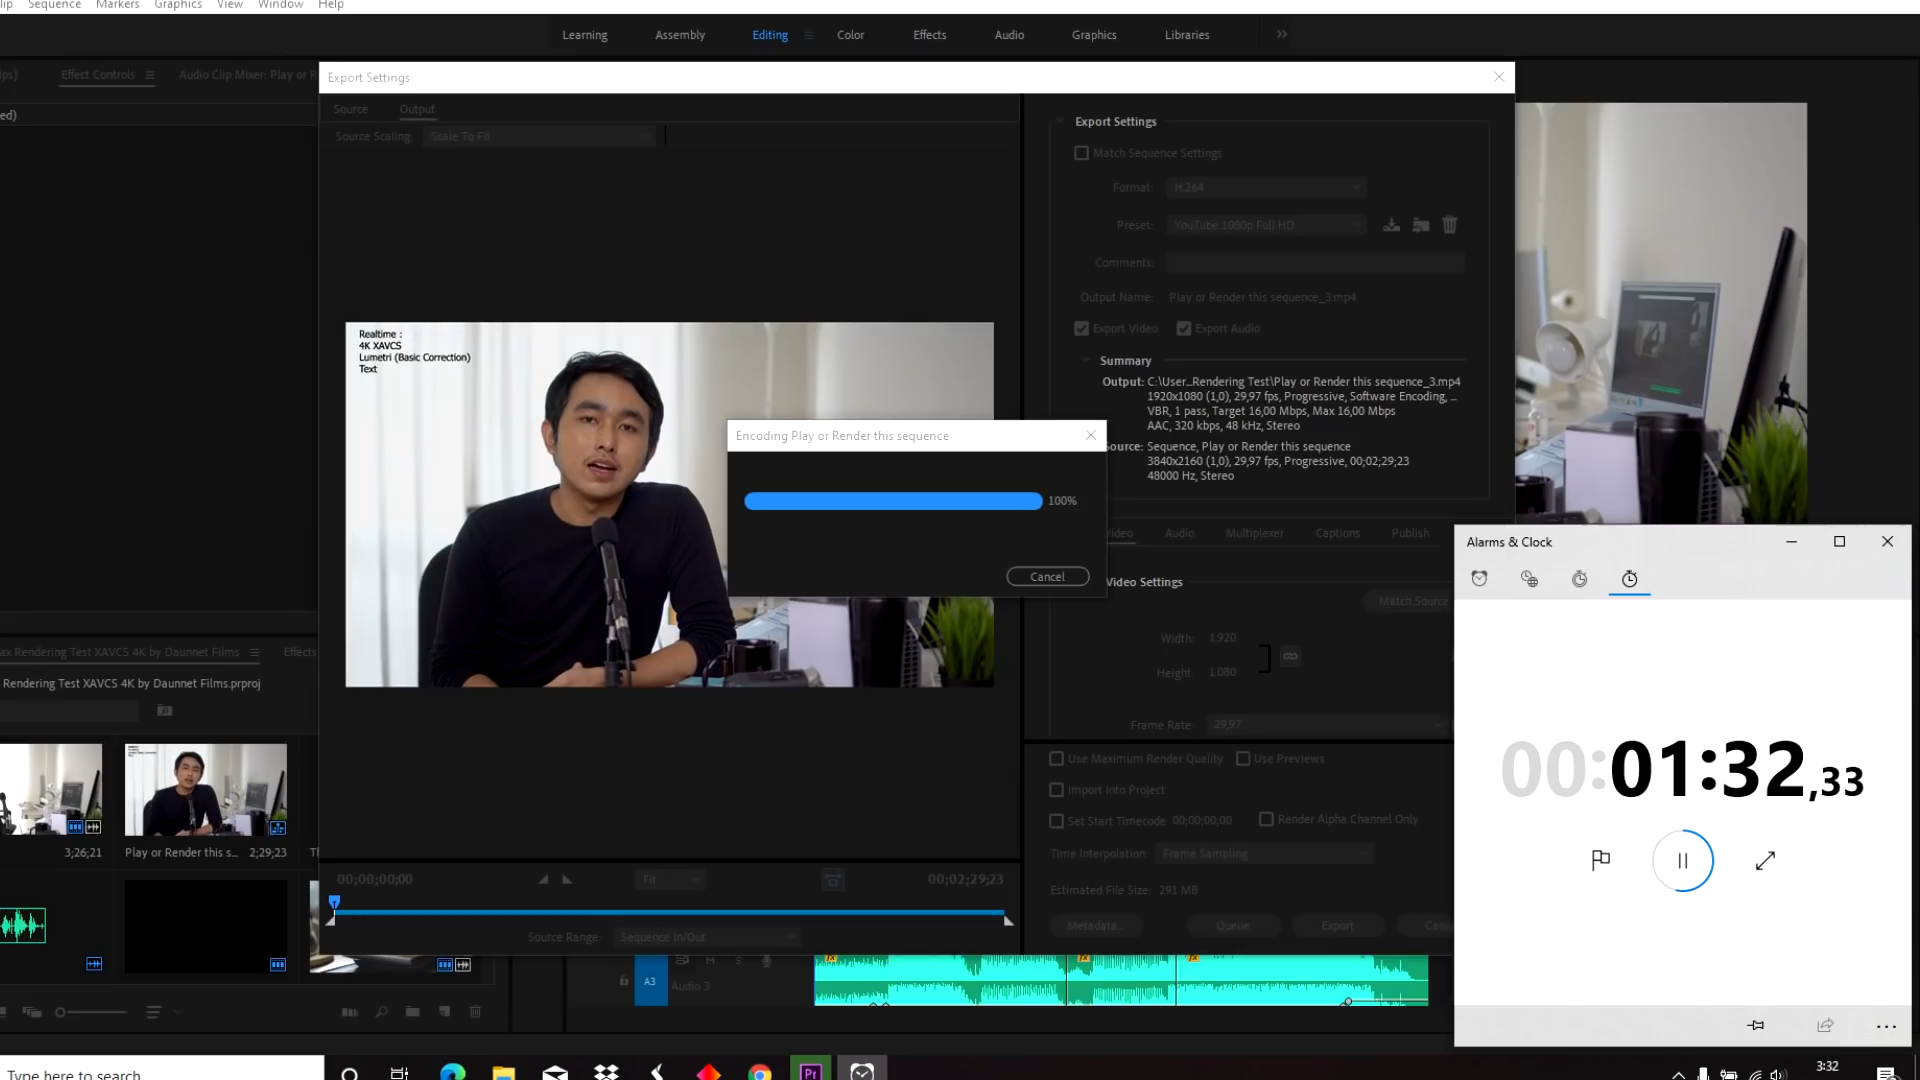 Sequence Markers Graphics View Window Help
Learning Assembly Editing Color Effects Audio Graphics Libraries
Effect Controls Audio Clip Mixer: Play or
Export Settings
Source Output
Source Scaling: Scale To Fit
Export Settings
Match Sequence Settings
Format: H.264
Preset: YouTube 1080p Full HD
Comments:
Output Name: Play or Render this sequence_3.mp4
Export Video Export Audio
Summary
Output: C:\User...Rendering Test\Play or Render this sequence_3.mp4
1920x1080 (1,0), 29,97 fps, Progressive, Software Encoding, ...
VBR, 1 pass, Target 16,00 Mbps, Max 16,00 Mbps
AAC, 320 kbps, 48 kHz, Stereo
Source: Sequence, Play or Render this sequence
3840x2160 (1,0), 29,97 fps, Progressive, 00;02;29;23
48000 Hz, Stereo
Realtime :
4K XAVCS
Lumetri (Basic Correction)
Text
Encoding Play or Render this sequence
100%
Cancel
Video Audio Multiplexer Captions Publish
Video Settings
Match Source
Width: 1.920
Height: 1.080
Frame Rate: 29,97
Use Maximum Render Quality Use Previews
Import Into Project
Set Start Timecode 00;00;00;00 Render Alpha Channel Only
Time Interpolation: Frame Sampling
Estimated File Size: 291 MB
Metadata... Queue Export
Rendering Test XAVCS 4K by Daunnet Films Effects
Rendering Test XAVCS 4K by Daunnet Films.prproj
3;26;21 Play or Render this s... 2;29;23
00;00;00;00 Fit 00;02;29;23
Source Range: Sequence In/Out
A3 Audio 3 M S
Alarms & Clock
00:01:32,33
Type here to search
Pr
3:32